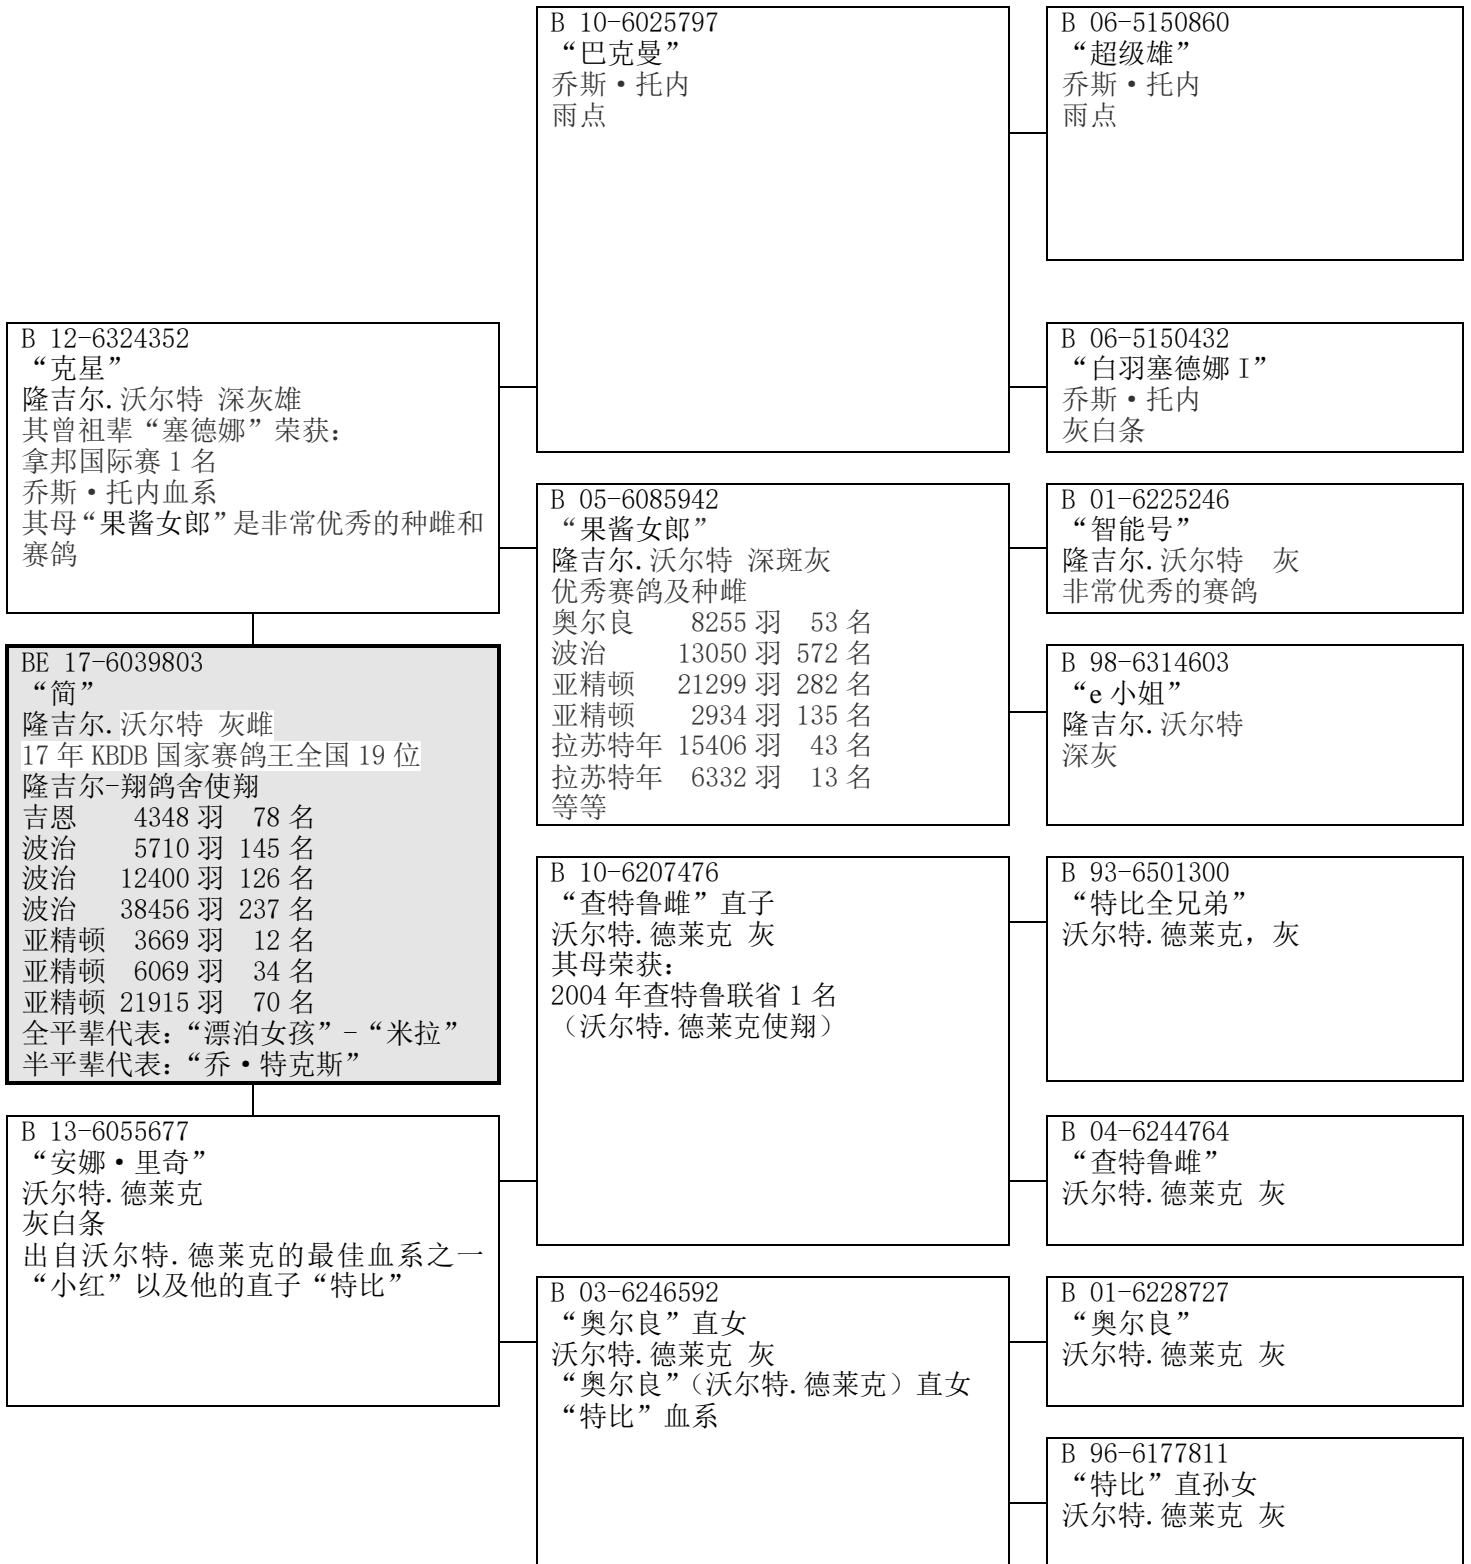 B 12-6324352
“克星”
隆吉尔.沃尔特 深灰雄
其曾祖辈“塞德娜”荣获：
拿邦国际赛 1 名
乔斯·托内血系
其母“果酱女郎”是非常优秀的种雌和
赛鸽
BE 17-6039803
“简”
隆吉尔.沃尔特 灰雌
17 年 KBDB 国家赛鸽王全国 19 位
隆吉尔-翔鸽舍使翔
吉恩 4348 羽 78 名
波治 5710 羽 145 名
波治 12400 羽 126 名
波治 38456 羽 237 名
亚精顿 3669 羽 12 名
亚精顿 6069 羽 34 名
亚精顿 21915 羽 70 名
全平辈代表：“漂泊女孩”-“米拉”
半平辈代表：“乔·特克斯”
B 13-6055677
“安娜·里奇”
沃尔特.德莱克
灰白条
出自沃尔特.德莱克的最佳血系之一
“小红”以及他的直子“特比”
B 10-6025797
“巴克曼”
乔斯·托内
雨点
B 05-6085942
“果酱女郎”
隆吉尔.沃尔特 深斑灰
优秀赛鸽及种雌
奥尔良 8255 羽 53 名
波治 13050 羽 572 名
亚精顿 21299 羽 282 名
亚精顿 2934 羽 135 名
拉苏特年 15406 羽 43 名
拉苏特年 6332 羽 13 名
等等
B 10-6207476
“查特鲁雌”直子
沃尔特.德莱克 灰
其母荣获：
2004 年查特鲁联省 1 名
（沃尔特.德莱克使翔）
B 03-6246592
“奥尔良”直女
沃尔特.德莱克 灰
“奥尔良”（沃尔特.德莱克）直女
“特比”血系
B 06-5150860
“超级雄”
乔斯·托内
雨点
B 06-5150432
“白羽塞德娜 I”
乔斯·托内
灰白条
B 01-6225246
“智能号”
隆吉尔.沃尔特 灰
非常优秀的赛鸽
B 98-6314603
“e 小姐”
隆吉尔.沃尔特
深灰
B 93-6501300
“特比全兄弟”
沃尔特.德莱克，灰
B 04-6244764
“查特鲁雌”
沃尔特.德莱克 灰
B 01-6228727
“奥尔良”
沃尔特.德莱克 灰
B 96-6177811
“特比”直孙女
沃尔特.德莱克 灰